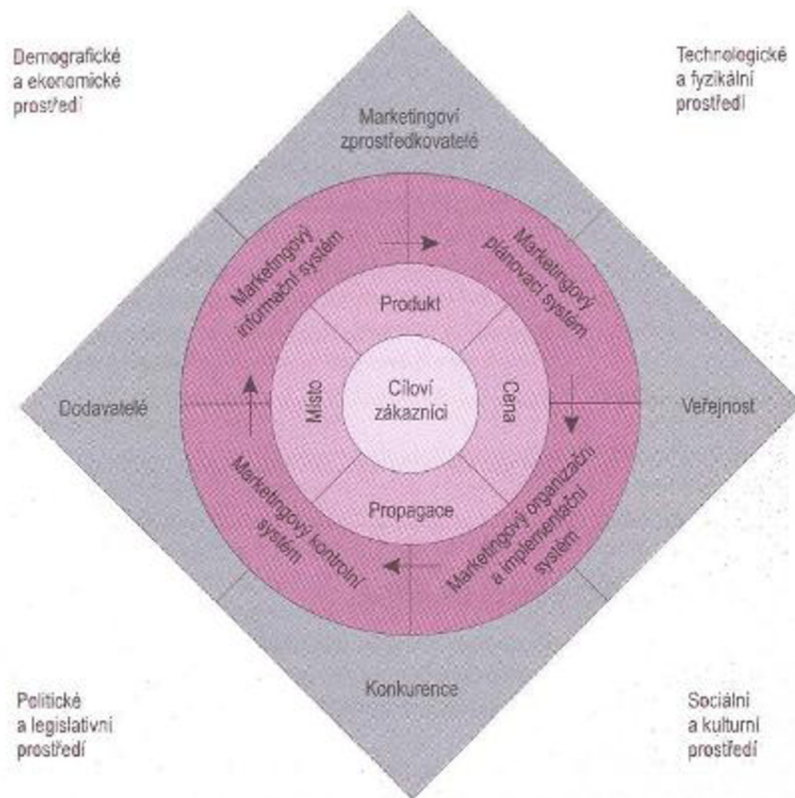 Demografické
a ekonomické
prostředí
Technologické
a fyzikální
prostředí
Marketingoví
zprostředkovatelé
Marketingový
informační systém
Marketingový
plánovací systém
Produkt
Dodavatelé
Místo
Cíloví
zákazníci
Cena
Veřejnost
Propagace
Marketingový kontrolní
systém
Marketingový organizační
a implementační
systém
Konkurence
Politické
a legislativní
prostředí
Sociální
a kulturní
prostředí